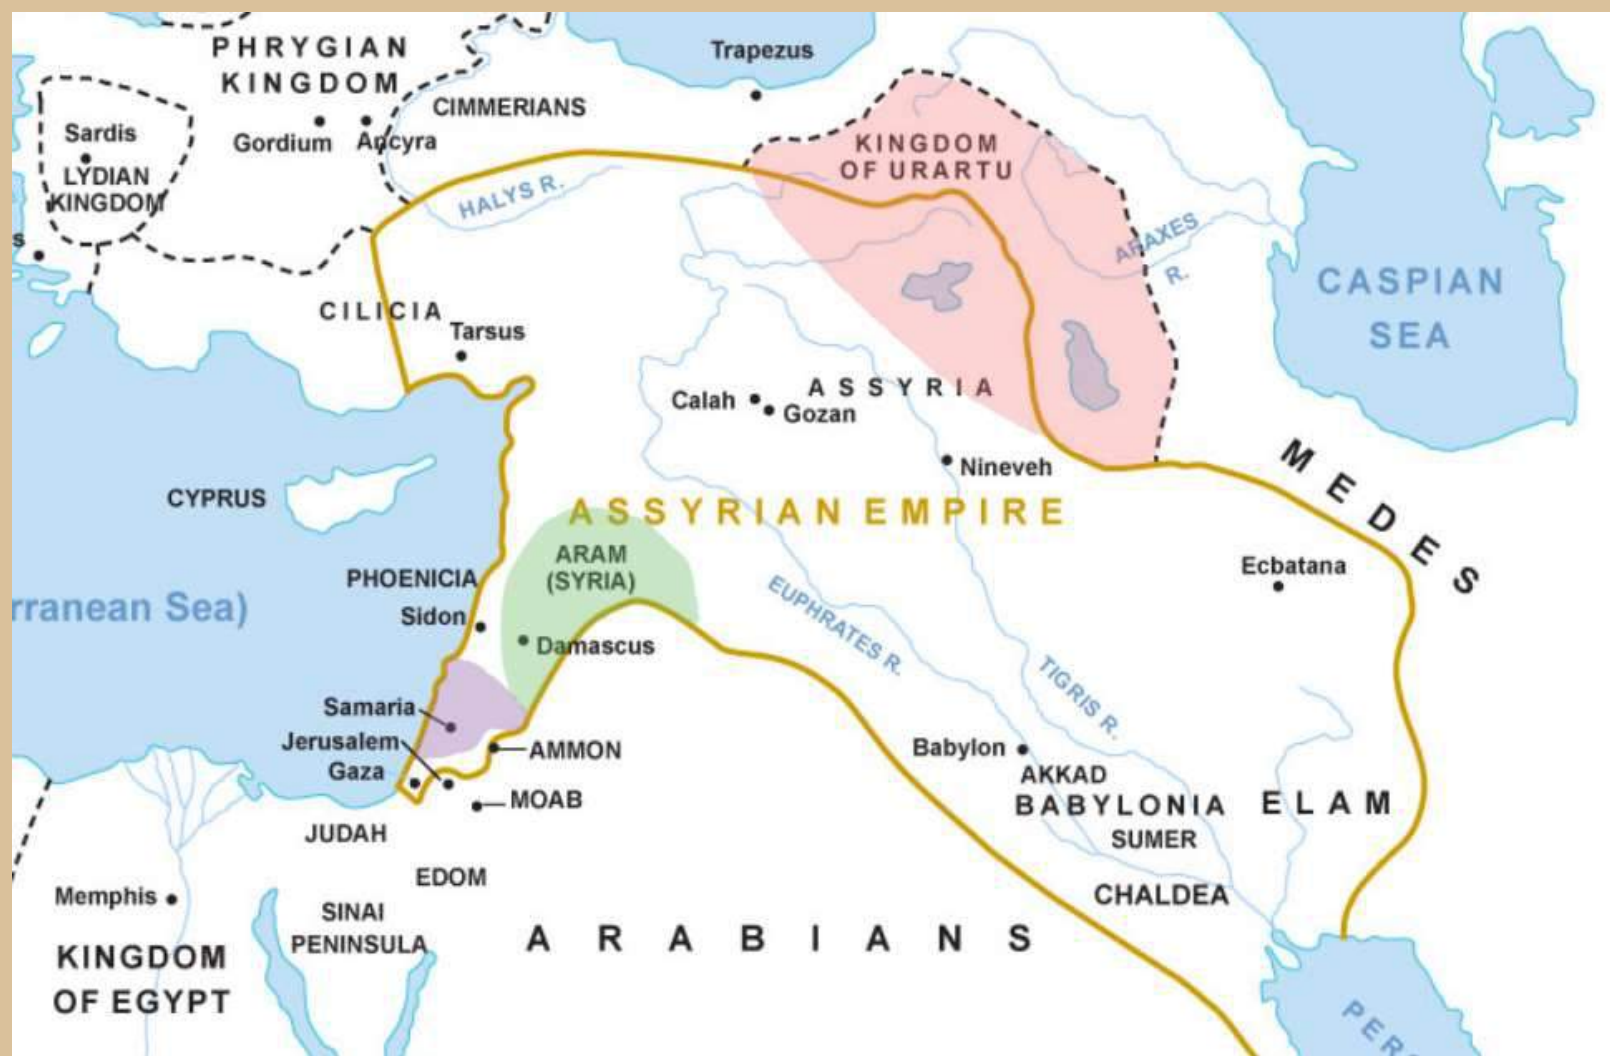 PHRYGIAN
KINGDOM
Trapezus
CIMMERIANS
Sardis
Gordium
Ancyra
LYDIAN
KINGDOM
KINGDOM
OF URARTU
HALYS R.
s
ARAXES
R.
CASPIAN
SEA
CILICIA
Tarsus
ASSYRIA
Calah
Gozan
Nineveh
MEDES
CYPRUS
ASSYRIAN EMPIRE
ARAM
(SYRIA)
Ecbatana
PHOENICIA
rranean Sea)
Sidon
EUPHRATES R.
Damascus
TIGRIS R.
Samaria
Jerusalem
AMMON
Babylon
Gaza
AKKAD
MOAB
BABYLONIA
ELAM
JUDAH
SUMER
EDOM
Memphis
CHALDEA
SINAI
PENINSULA
ARABIANS
KINGDOM
OF EGYPT
PERS